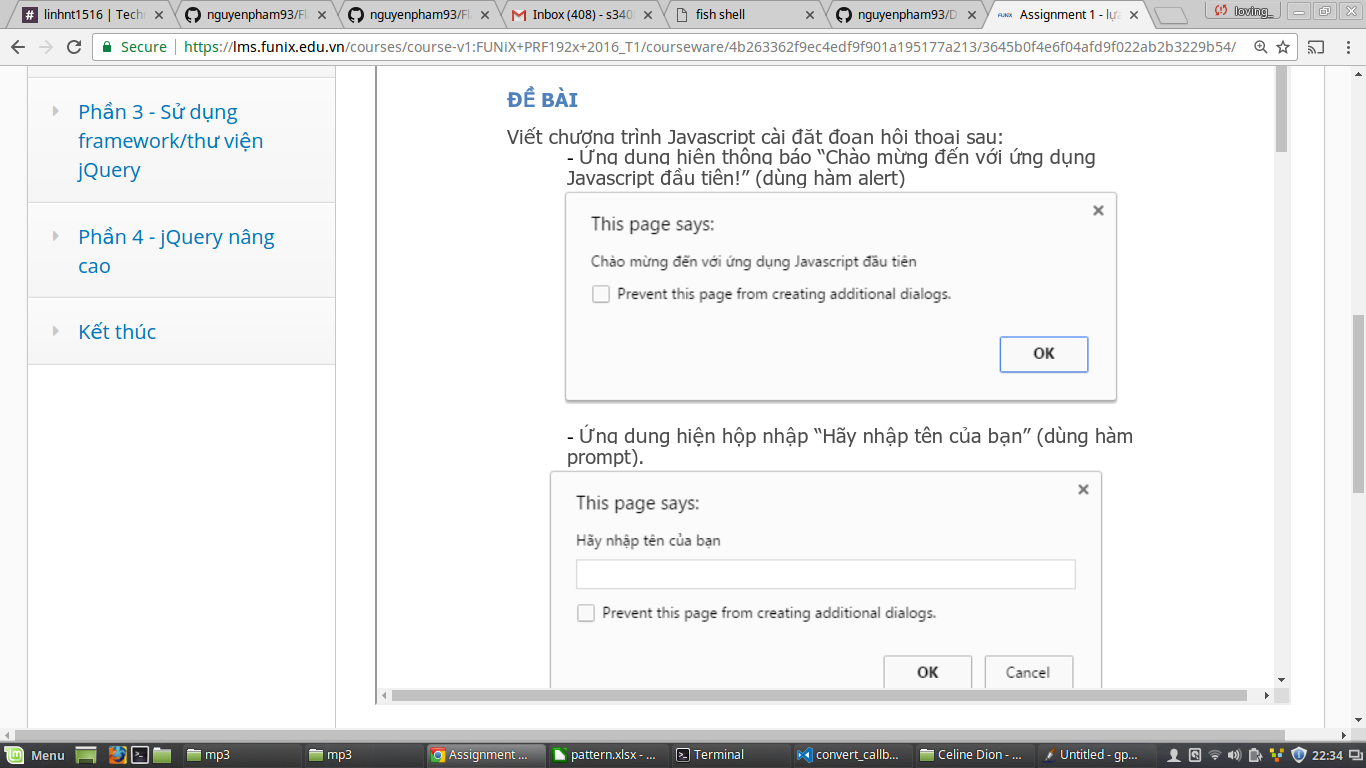 linhnt1516 | Techn
nguyenpham93/Fla
nguyenpham93/Fla
Inbox (408) - s340
fish shell
nguyenpham93/D
Assignment 1 - lựa
loving_
Secure
https://lms.funix.edu.vn/courses/course-v1:FUNiX+PRF192x+2016_T1/courseware/4b263362f9ec4edf9f901a195177a213/3645b0f4e6f04afd9f022ab2b3229b54/
Phần 3 - Sử dụng
framework/thư viện
jQuery
Phần 4 - jQuery nâng
cao
Kết thúc
ĐỀ BÀI
Viết chương trình Javascript cài đặt đoạn hội thoại sau:
- Ứng dụng hiện thông báo “Chào mừng đến với ứng dụng
Javascript đầu tiên!” (dùng hàm alert)
This page says:
Chào mừng đến với ứng dụng Javascript đầu tiên
Prevent this page from creating additional dialogs.
OK
- Ứng dụng hiện hộp nhập “Hãy nhập tên của bạn” (dùng hàm
prompt).
This page says:
Hãy nhập tên của bạn
Prevent this page from creating additional dialogs.
OK
Cancel
Menu
mp3
mp3
Assignment
pattern.xlsx - ...
Terminal
convert_callb...
Celine Dion - ...
Untitled - gp...
22:34